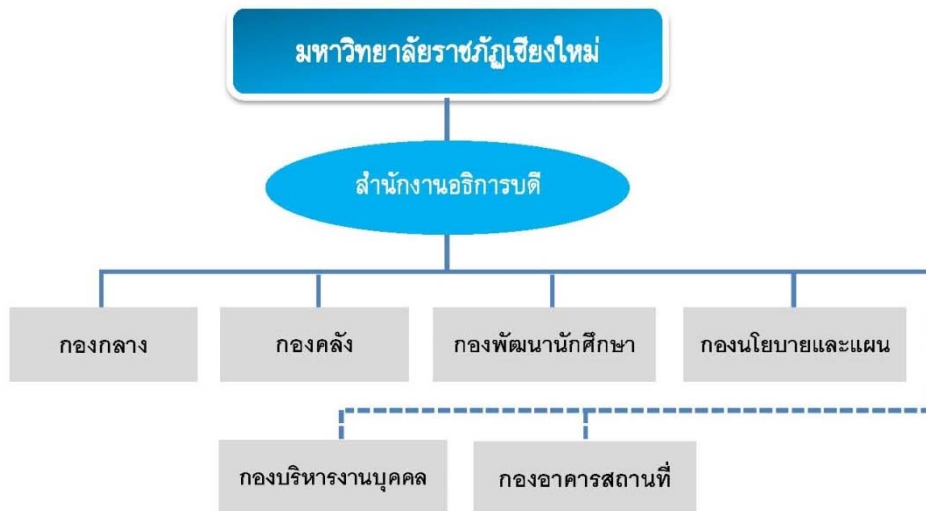 มหาวิทยาลัยราชภัฏเชียงใหม่
สำนักงานอธิการบดี
กองกลาง
กองคลัง
กองพัฒนานักศึกษา
กองนโยบายและแผน
กองบริหารงานบุคคล
กองอาคารสถานที่